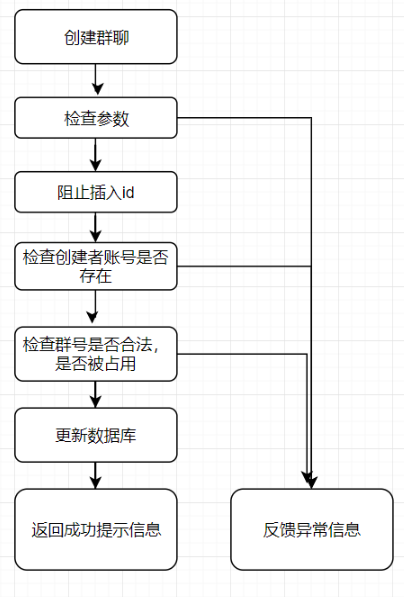 创建群聊
检查参数
阻止插入id
检查创建者账号是否
存在
检查群号是否合法，
是否被占用
更新数据库
返回成功提示信息
反馈异常信息